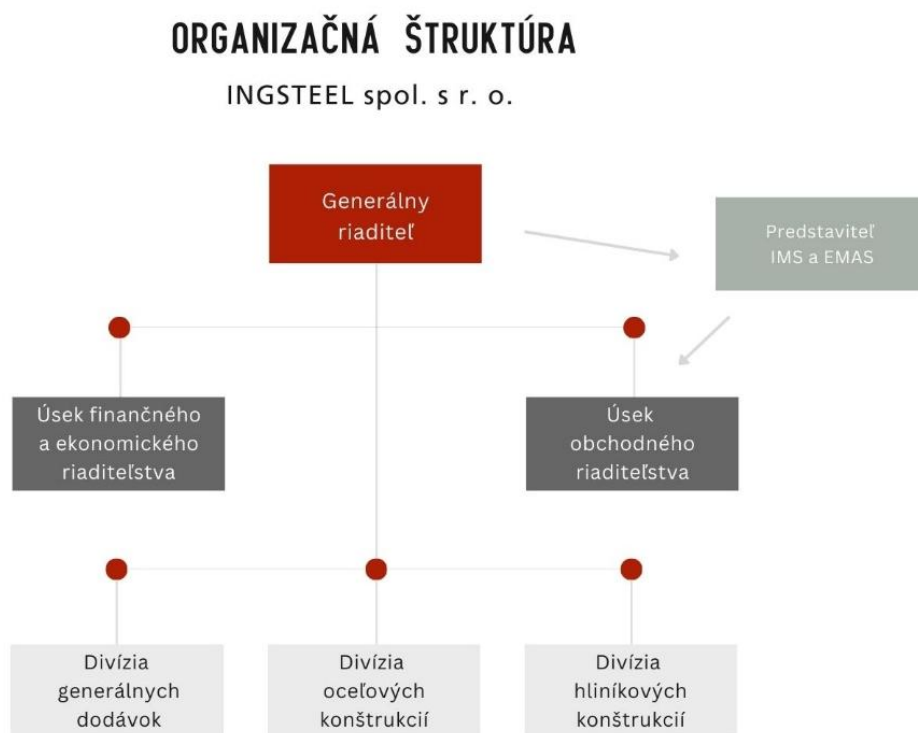 ORGANIZAČNÁ ŠTRUKTÚRA
INGSTEEL spol. s r. o.
Generálny
riaditeľ
Predstaviteľ
IMS a EMAS
Úsek finančného
a ekonomického
riaditeľstva
Úsek
obchodného
riaditeľstva
Divízia
generálnych
dodávok
Divízia
oceľových
konštrukcií
Divízia
hliníkových
konštrukcií